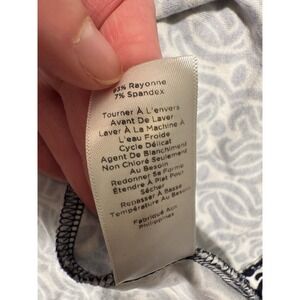 93% Rayonne
7% Spandex
Tourner À L'envers
Avant De Laver
Laver À La Machine À
L'eau Froide
Cycle Délicat
Agent De Blanchiment
Non Chloré Seulement
Au Besoin
Redonner Sa Forme
Étendre À Plat Pour
Sécher
Repasser À Basse
Température Au Besoin
Fabriqué Aux
Philippines